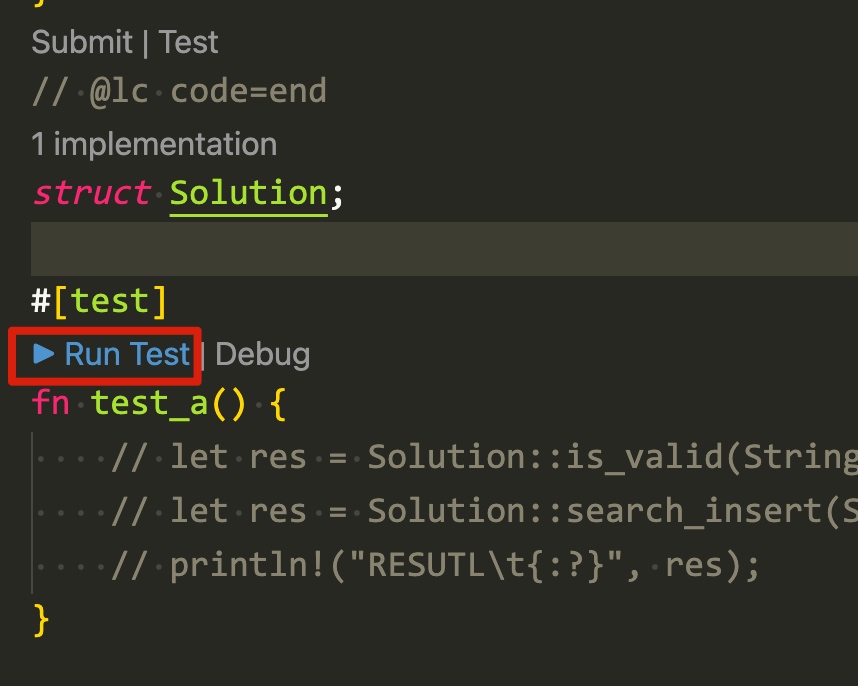 }
Submit | Test
// @lc code=end
1 implementation
struct Solution;
#[test]
▶ Run Test | Debug
fn test_a() {
// let res = Solution::is_valid(String
// let res = Solution::search_insert(S
// println!("RESUTL\t{:?}", res);
}